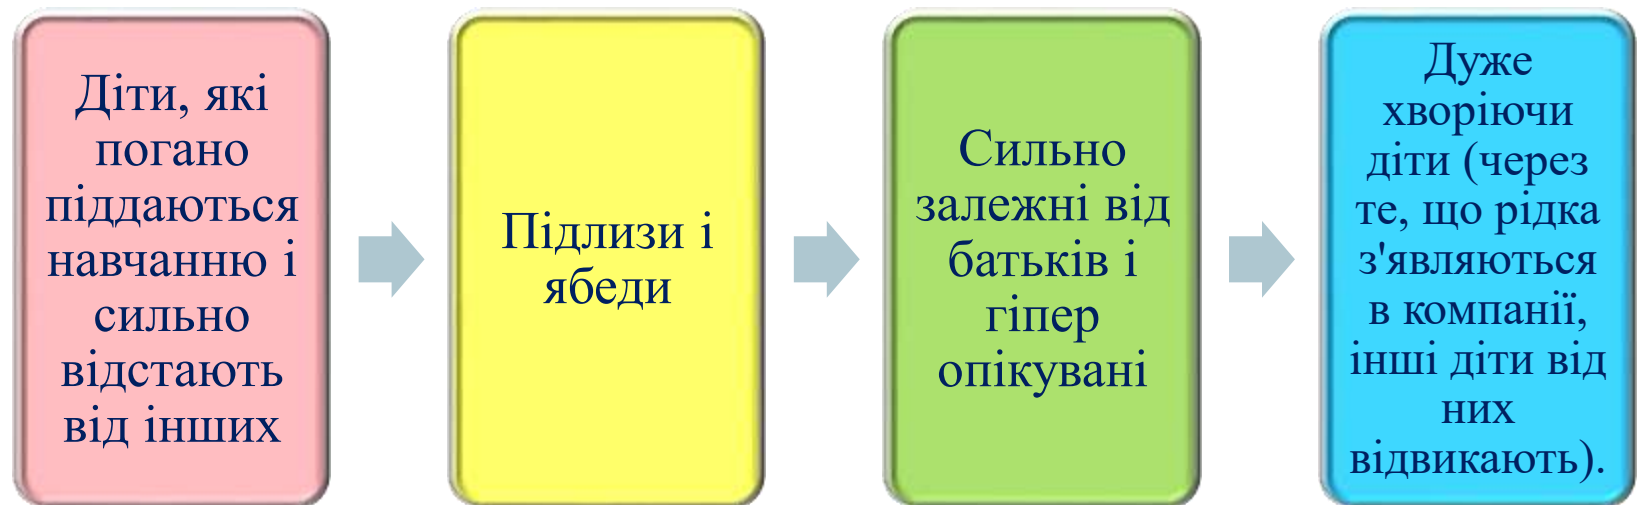 Діти, які
погано
піддаються
навчанню і
сильно
відстають
від інших
Підлизи і
ябеди
Сильно
залежні від
батьків і
гіпер
опікувані
Дуже
хворіючи
діти (через
те, що рідка
з'являються
в компанії,
інші діти від
них
відвикають).